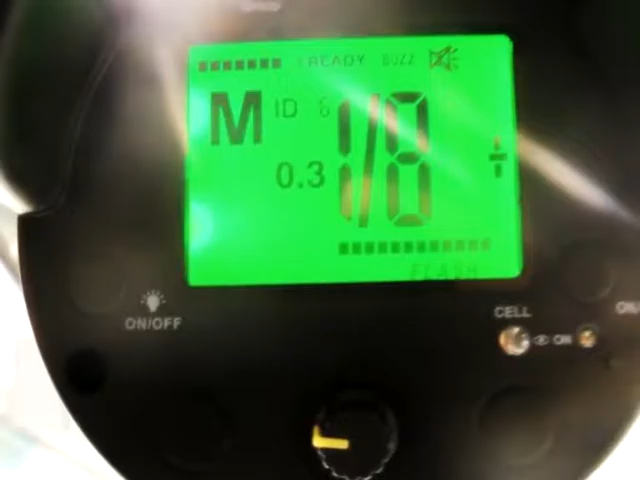 READY BUZZ
M ID 6 1/8
0.3
FLASH
ON/OFF
CELL
ON